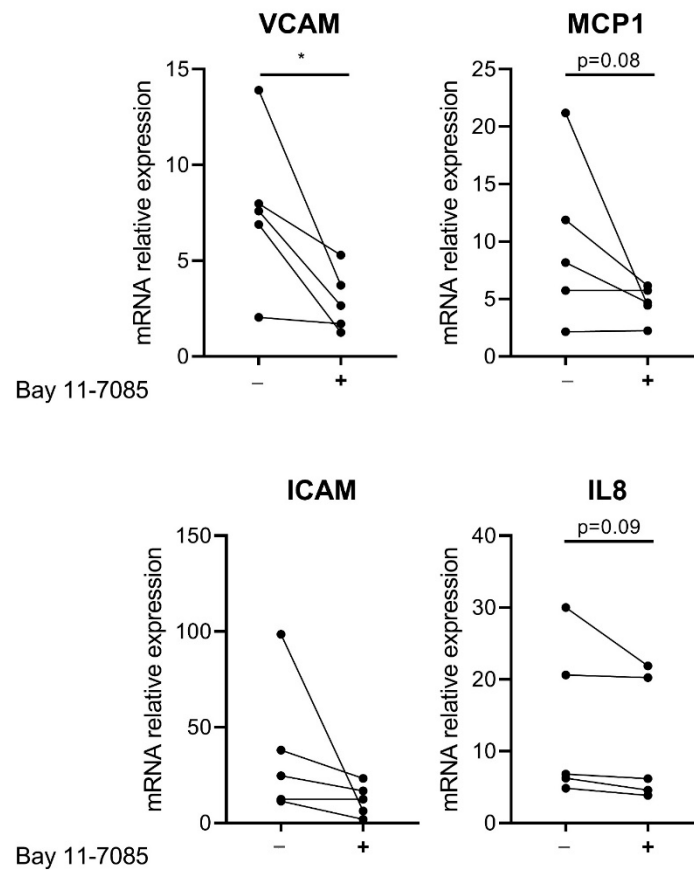 VCAM
*
15
10
5
0
mRNA relative expression
– +
MCP1
p=0.08
25
20
15
10
5
0
mRNA relative expression
– +
Bay 11-7085
ICAM
150
100
50
0
mRNA relative expression
– +
IL8
p=0.09
40
30
20
10
0
mRNA relative expression
– +
Bay 11-7085